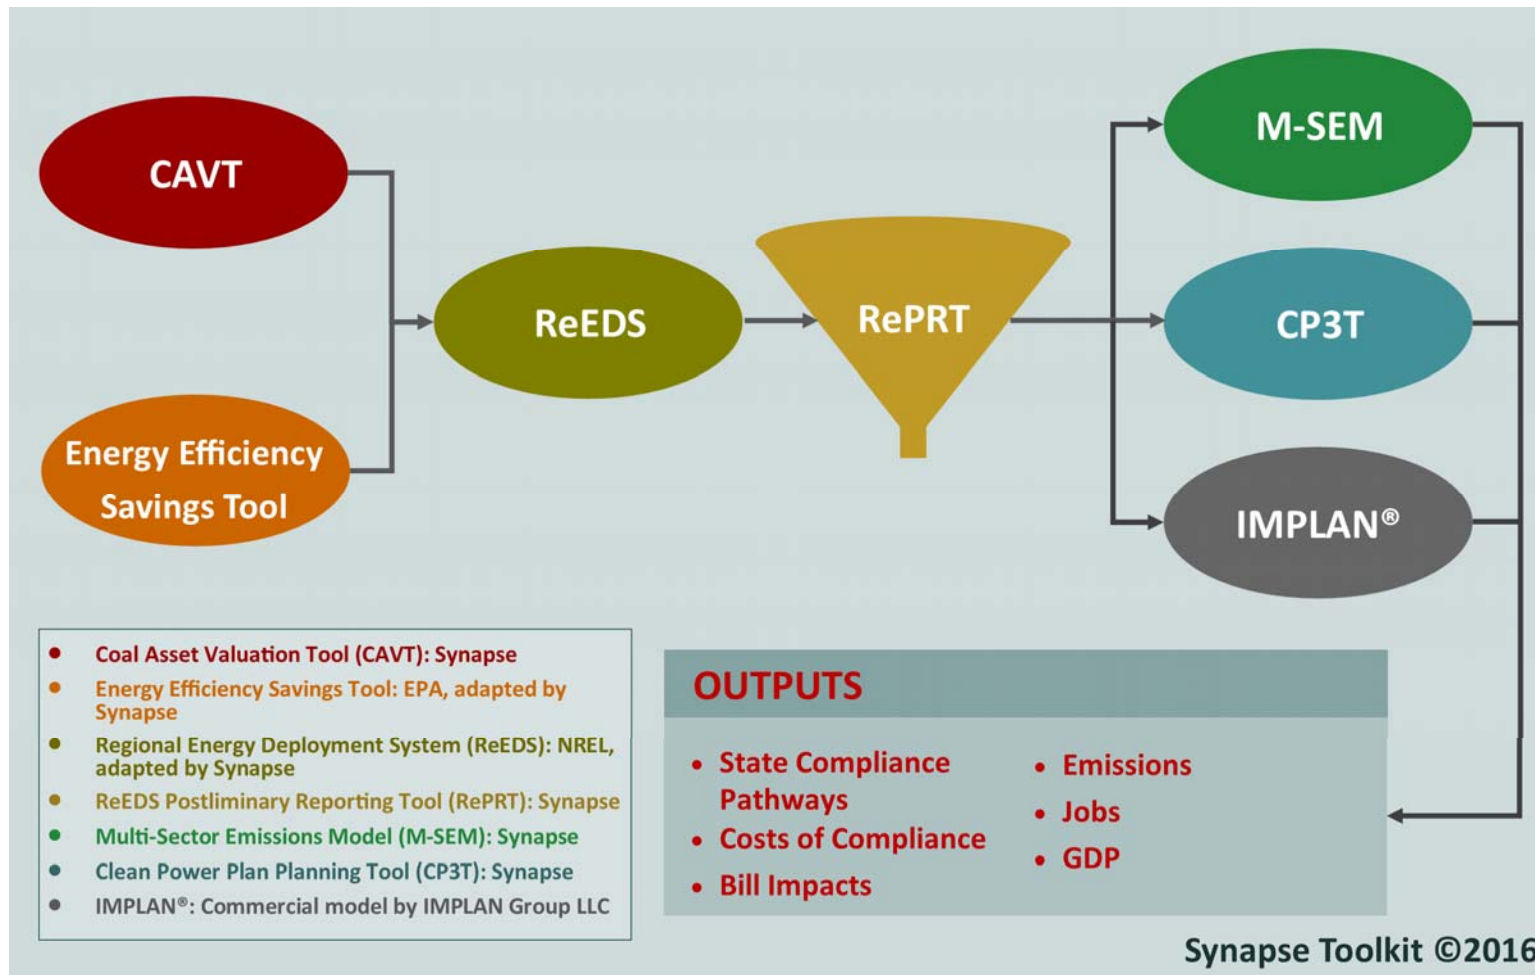 CAVT
Energy Efficiency
Savings Tool
ReEDS
RePRT
M-SEM
CP3T
IMPLAN®
• Coal Asset Valuation Tool (CAVT): Synapse
• Energy Efficiency Savings Tool: EPA, adapted by
Synapse
• Regional Energy Deployment System (ReEDS): NREL,
adapted by Synapse
• ReEDS Postliminary Reporting Tool (RePRT): Synapse
• Multi-Sector Emissions Model (M-SEM): Synapse
• Clean Power Plan Planning Tool (CP3T): Synapse
• IMPLAN®: Commercial model by IMPLAN Group LLC
OUTPUTS
• State Compliance
Pathways
• Costs of Compliance
• Bill Impacts
• Emissions
• Jobs
• GDP
Synapse Toolkit ©2016